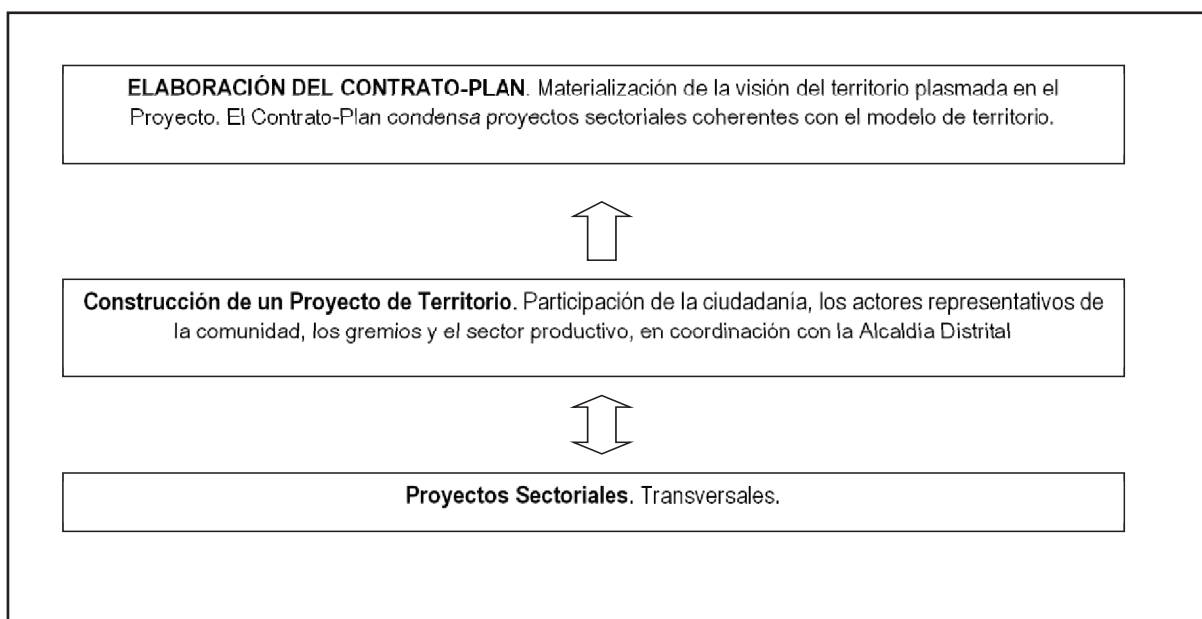 ELABORACIÓN DEL CONTRATO-PLAN. Materialización de la visión del territorio plasmada en el
Proyecto. El Contrato-Plan condensa proyectos sectoriales coherentes con el modelo de territorio.
Construcción de un Proyecto de Territorio. Participación de la ciudadanía, los actores representativos de
la comunidad, los gremios y el sector productivo, en coordinación con la Alcaldía Distrital
Proyectos Sectoriales. Transversales.